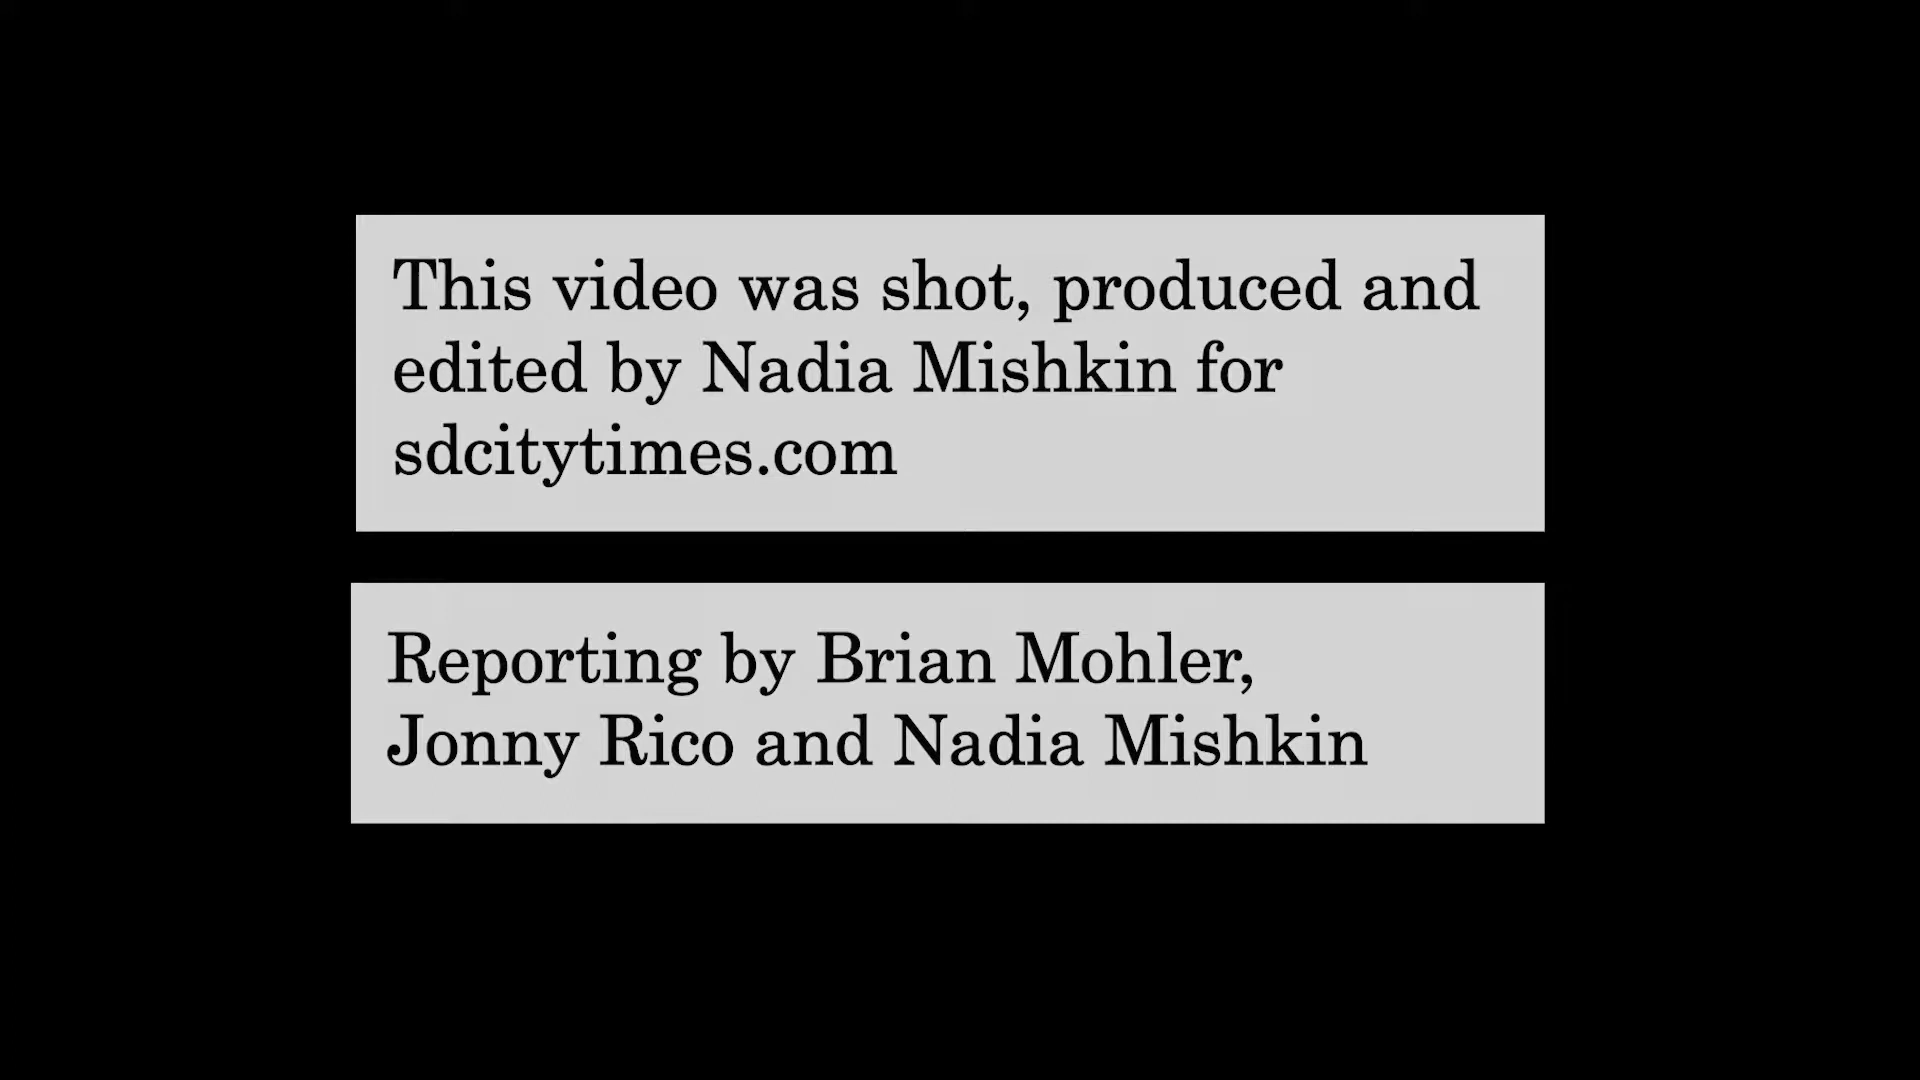 This video was shot, produced and
edited by Nadia Mishkin for
sdcitytimes.com
Reporting by Brian Mohler,
Jonny Rico and Nadia Mishkin